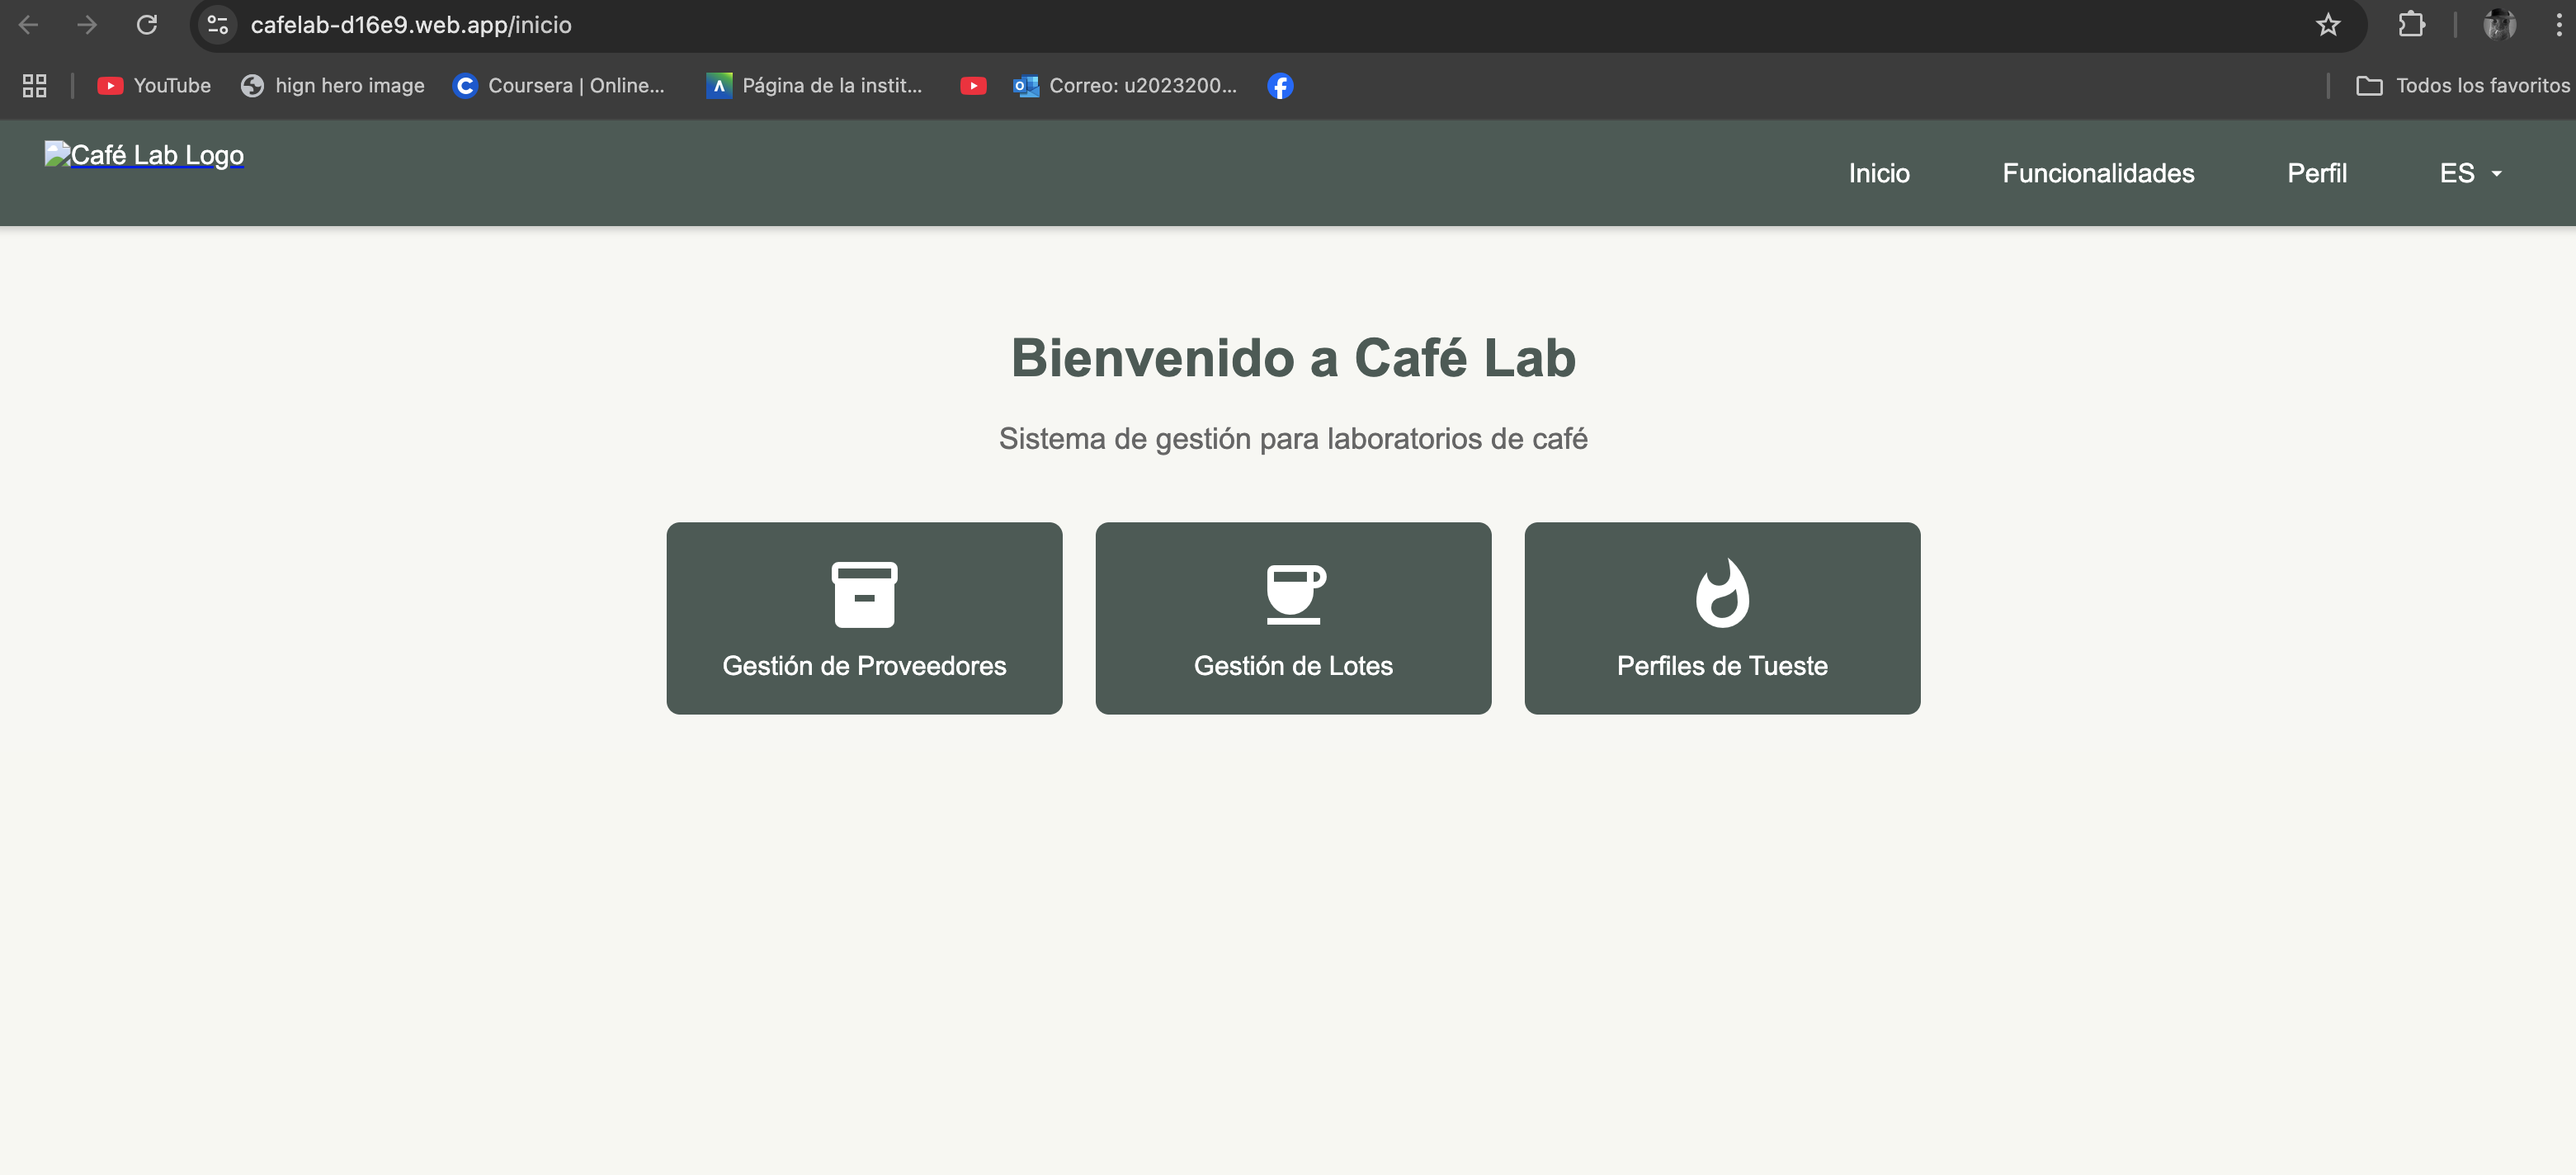 cafelab-d16e9.web.app/inicio
YouTube hign hero image Coursera | Online... Página de la instit... Correo: u2023200... Todos los favoritos
Café Lab Logo Inicio Funcionalidades Perfil ES
Bienvenido a Café Lab
Sistema de gestión para laboratorios de café
Gestión de Proveedores Gestión de Lotes Perfiles de Tueste